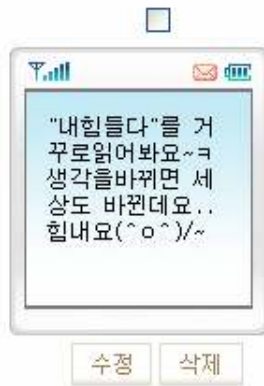 "내힘들다"를 거
꾸로읽어봐요~ㅋ
생각을바뀌면 세
상도 바뀐데요..
힘내요(^o^)/~
수정 삭제